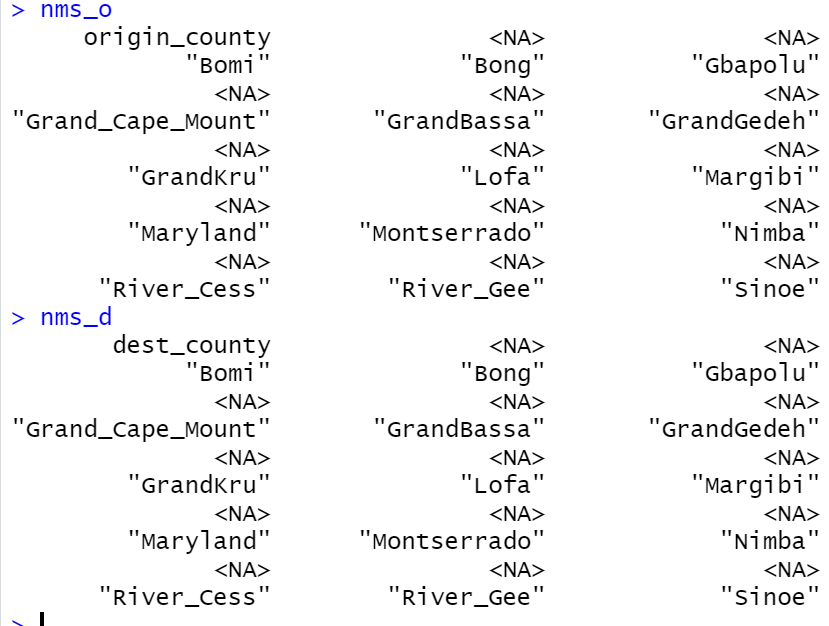 > nms_o
origin_county <NA> <NA>
"Bomi" "Bong" "Gbapolu"
<NA> <NA> <NA>
"Grand_Cape_Mount" "GrandBassa" "GrandGedeh"
<NA> <NA> <NA>
"GrandKru" "Lofa" "Margibi"
<NA> <NA> <NA>
"Maryland" "Montserrado" "Nimba"
<NA> <NA> <NA>
"River_Cess" "River_Gee" "Sinoe"
> nms_d
dest_county <NA> <NA>
"Bomi" "Bong" "Gbapolu"
<NA> <NA> <NA>
"Grand_Cape_Mount" "GrandBassa" "GrandGedeh"
<NA> <NA> <NA>
"GrandKru" "Lofa" "Margibi"
<NA> <NA> <NA>
"Maryland" "Montserrado" "Nimba"
<NA> <NA> <NA>
"River_Cess" "River_Gee" "Sinoe"
>